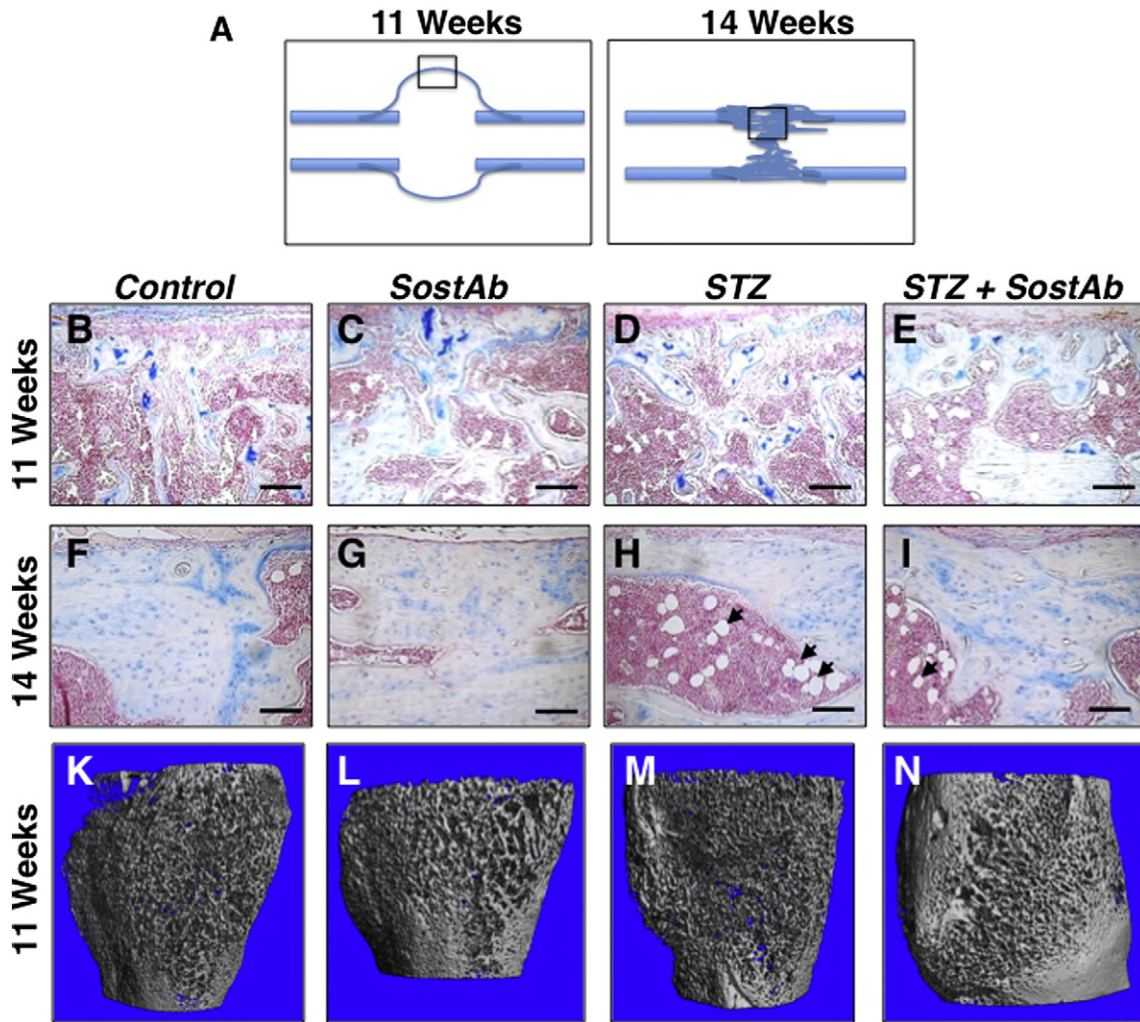 A
11 Weeks
14 Weeks
Control
SostAb
STZ
STZ + SostAb
11 Weeks
B
C
D
E
14 Weeks
F
G
H
I
11 Weeks
K
L
M
N